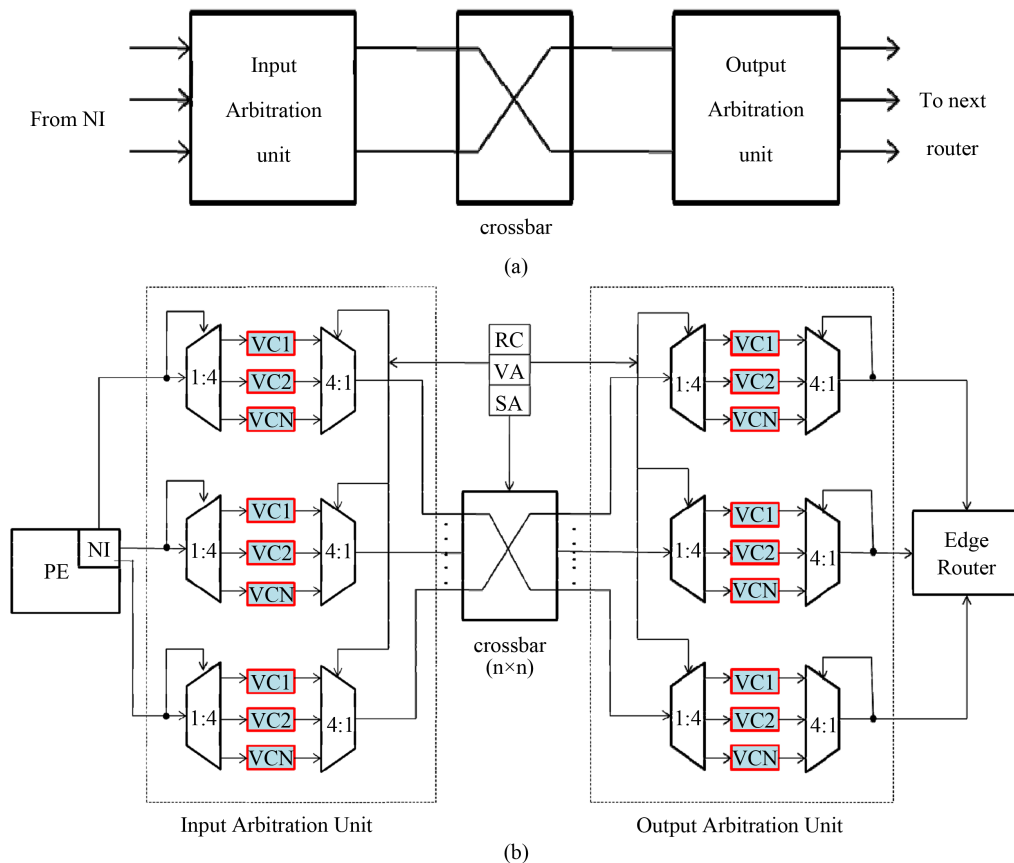 From NI
Input
Arbitration
unit
crossbar
Output
Arbitration
unit
To next
router
(a)
1:4
VC1
VC2
VCN
4:1
1:4
VC1
VC2
VCN
4:1
1:4
VC1
VC2
VCN
4:1
PE
NI
RC
VA
SA
crossbar
(n×n)
1:4
VC1
VC2
VCN
4:1
1:4
VC1
VC2
VCN
4:1
1:4
VC1
VC2
VCN
4:1
Edge
Router
Input Arbitration Unit
Output Arbitration Unit
(b)